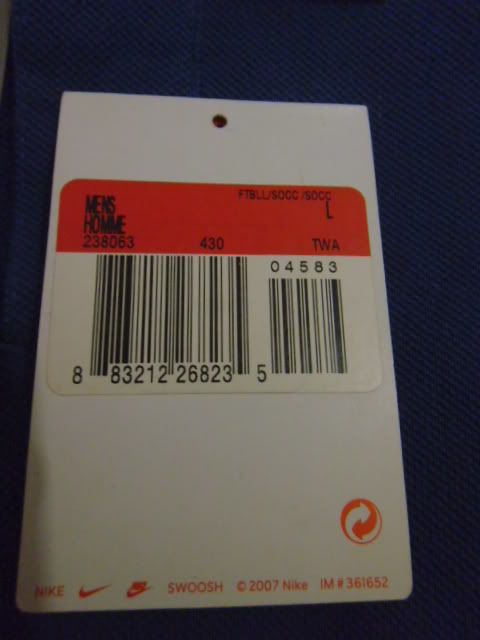 FTBLL/SOCC/SOCC
MENS L
HOMME
238063 430 TWA
04583
8 83212 26823 5
NIKE SWOOSH © 2007 Nike IM # 361652